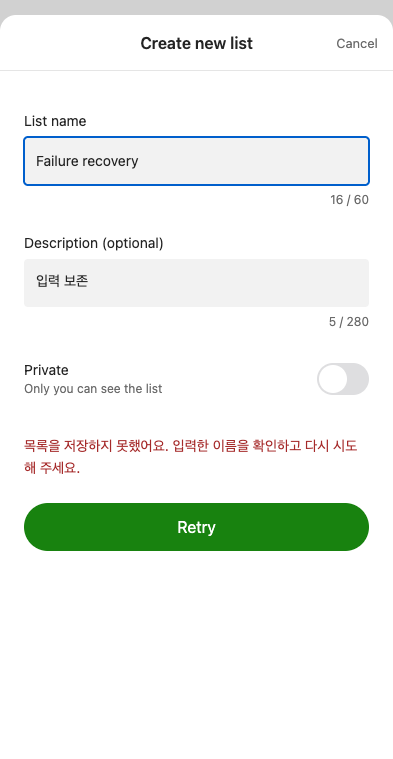 Create new list
Cancel
List name
Failure recovery
16 / 60
Description (optional)
입력 보존
5 / 280
Private
Only you can see the list
목록을 저장하지 못했어요. 입력한 이름을 확인하고 다시 시도
해 주세요.
Retry